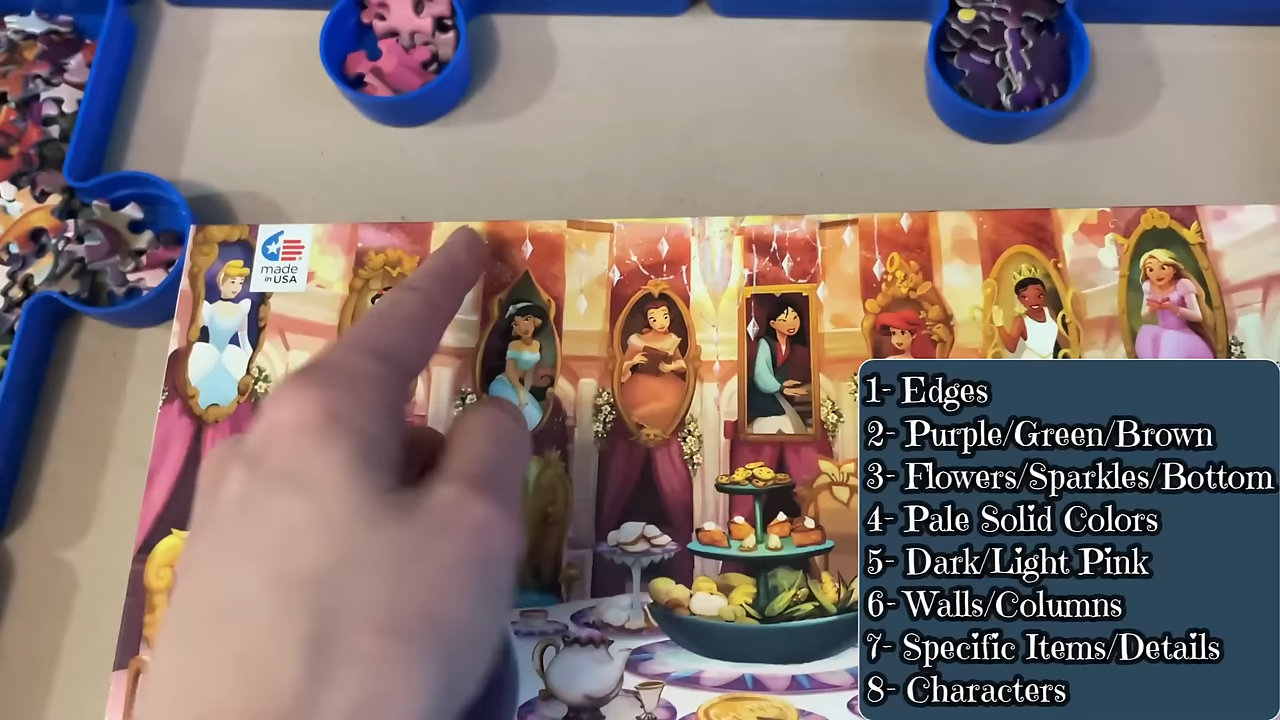 made
in USA
1- Edges
2- Purple/Green/Brown
3- Flowers/Sparkles/Bottom
4- Pale Solid Colors
5- Dark/Light Pink
6- Walls/Columns
7- Specific Items/Details
8- Characters